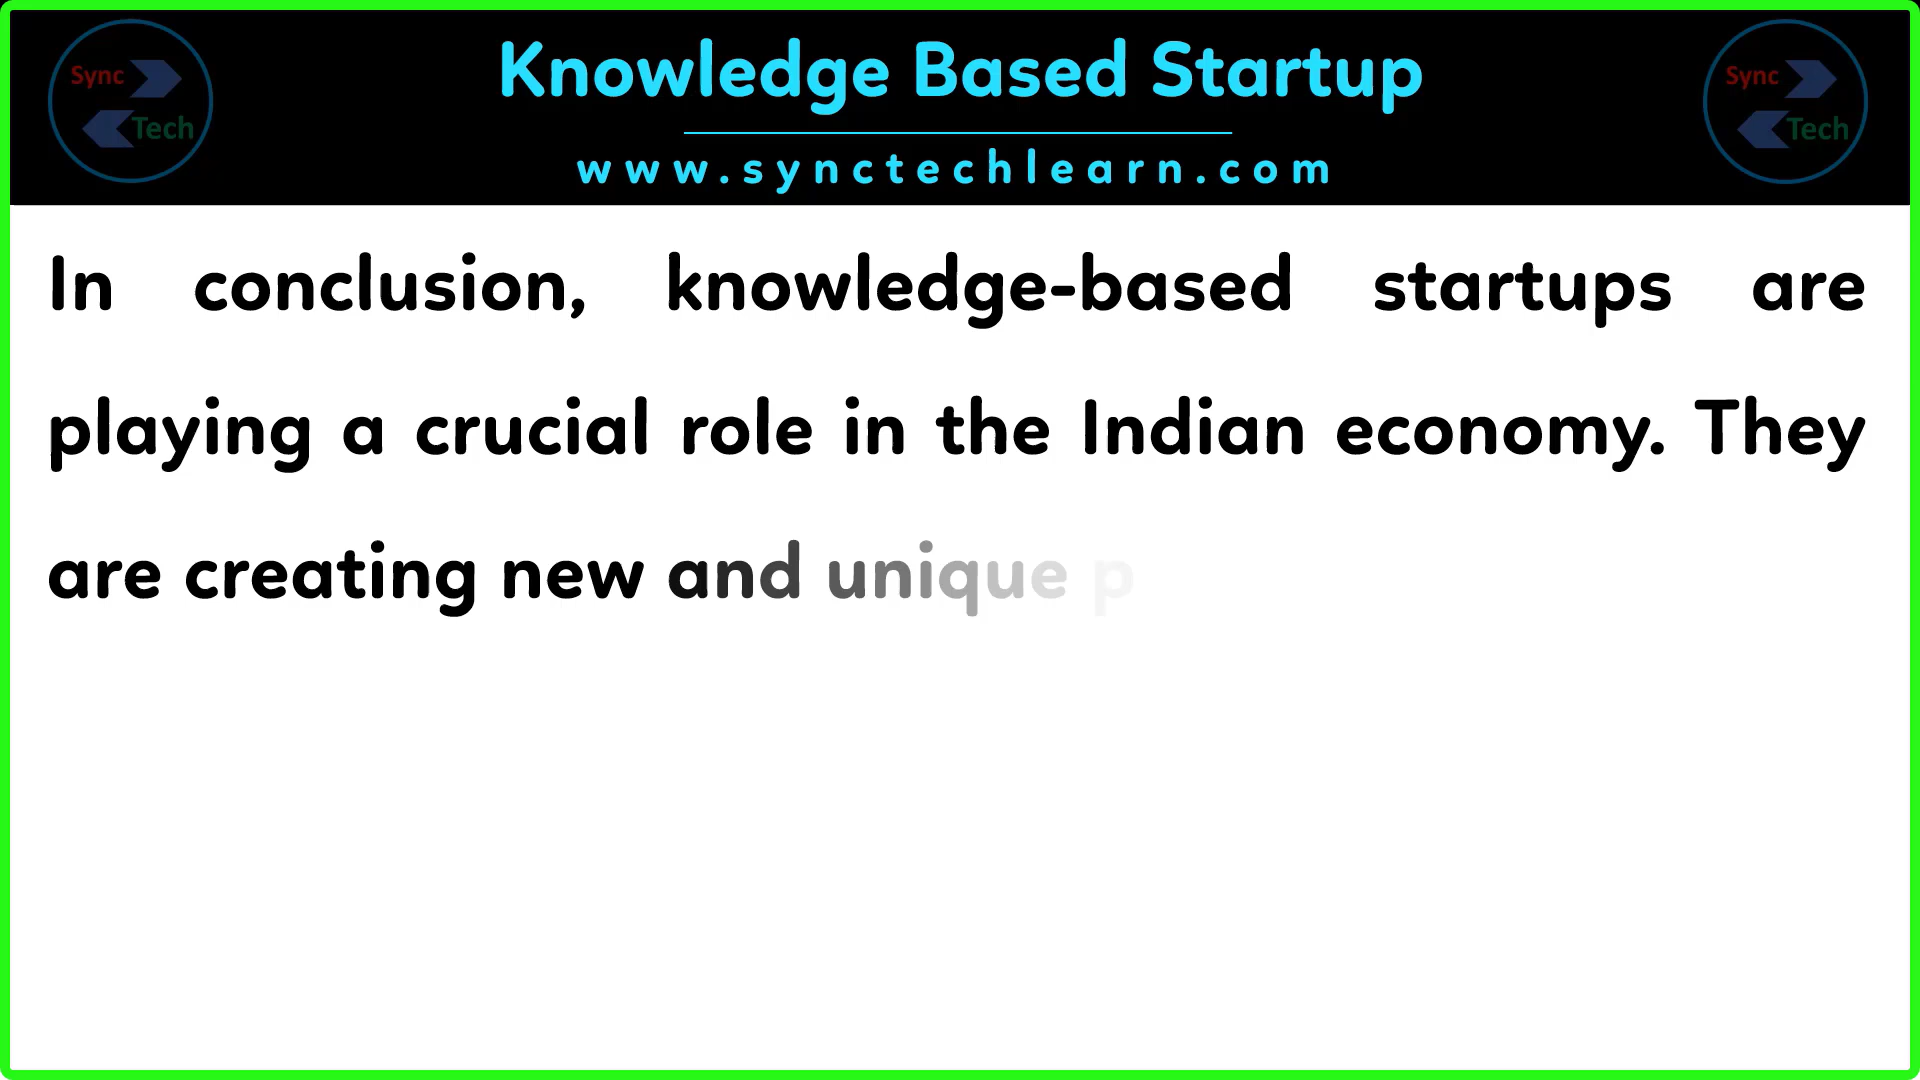 Sync
Tech
Knowledge Based Startup
www.synctechlearn.com
Sync
Tech
In conclusion, knowledge-based startups are
playing a crucial role in the Indian economy. They
are creating new and unique p